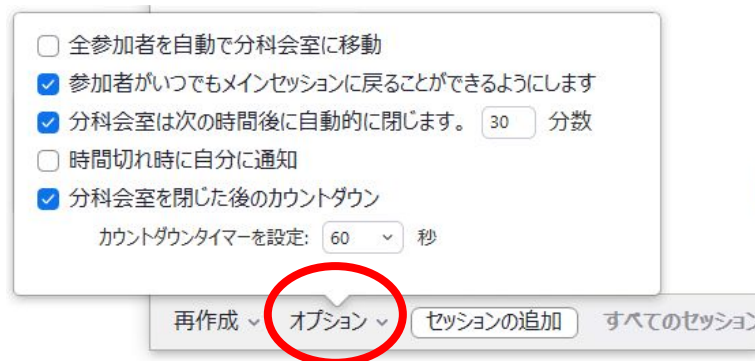 全参加者を自動で分科会室に移動
参加者がいつでもメインセッションに戻ることができるようにします
分科会室は次の時間後に自動的に閉じます。 30 分数
時間切れ時に自分に通知
分科会室を閉じた後のカウントダウン
カウントダウンタイマーを設定: 60 秒
再作成 オプション セッションの追加 すべてのセッション